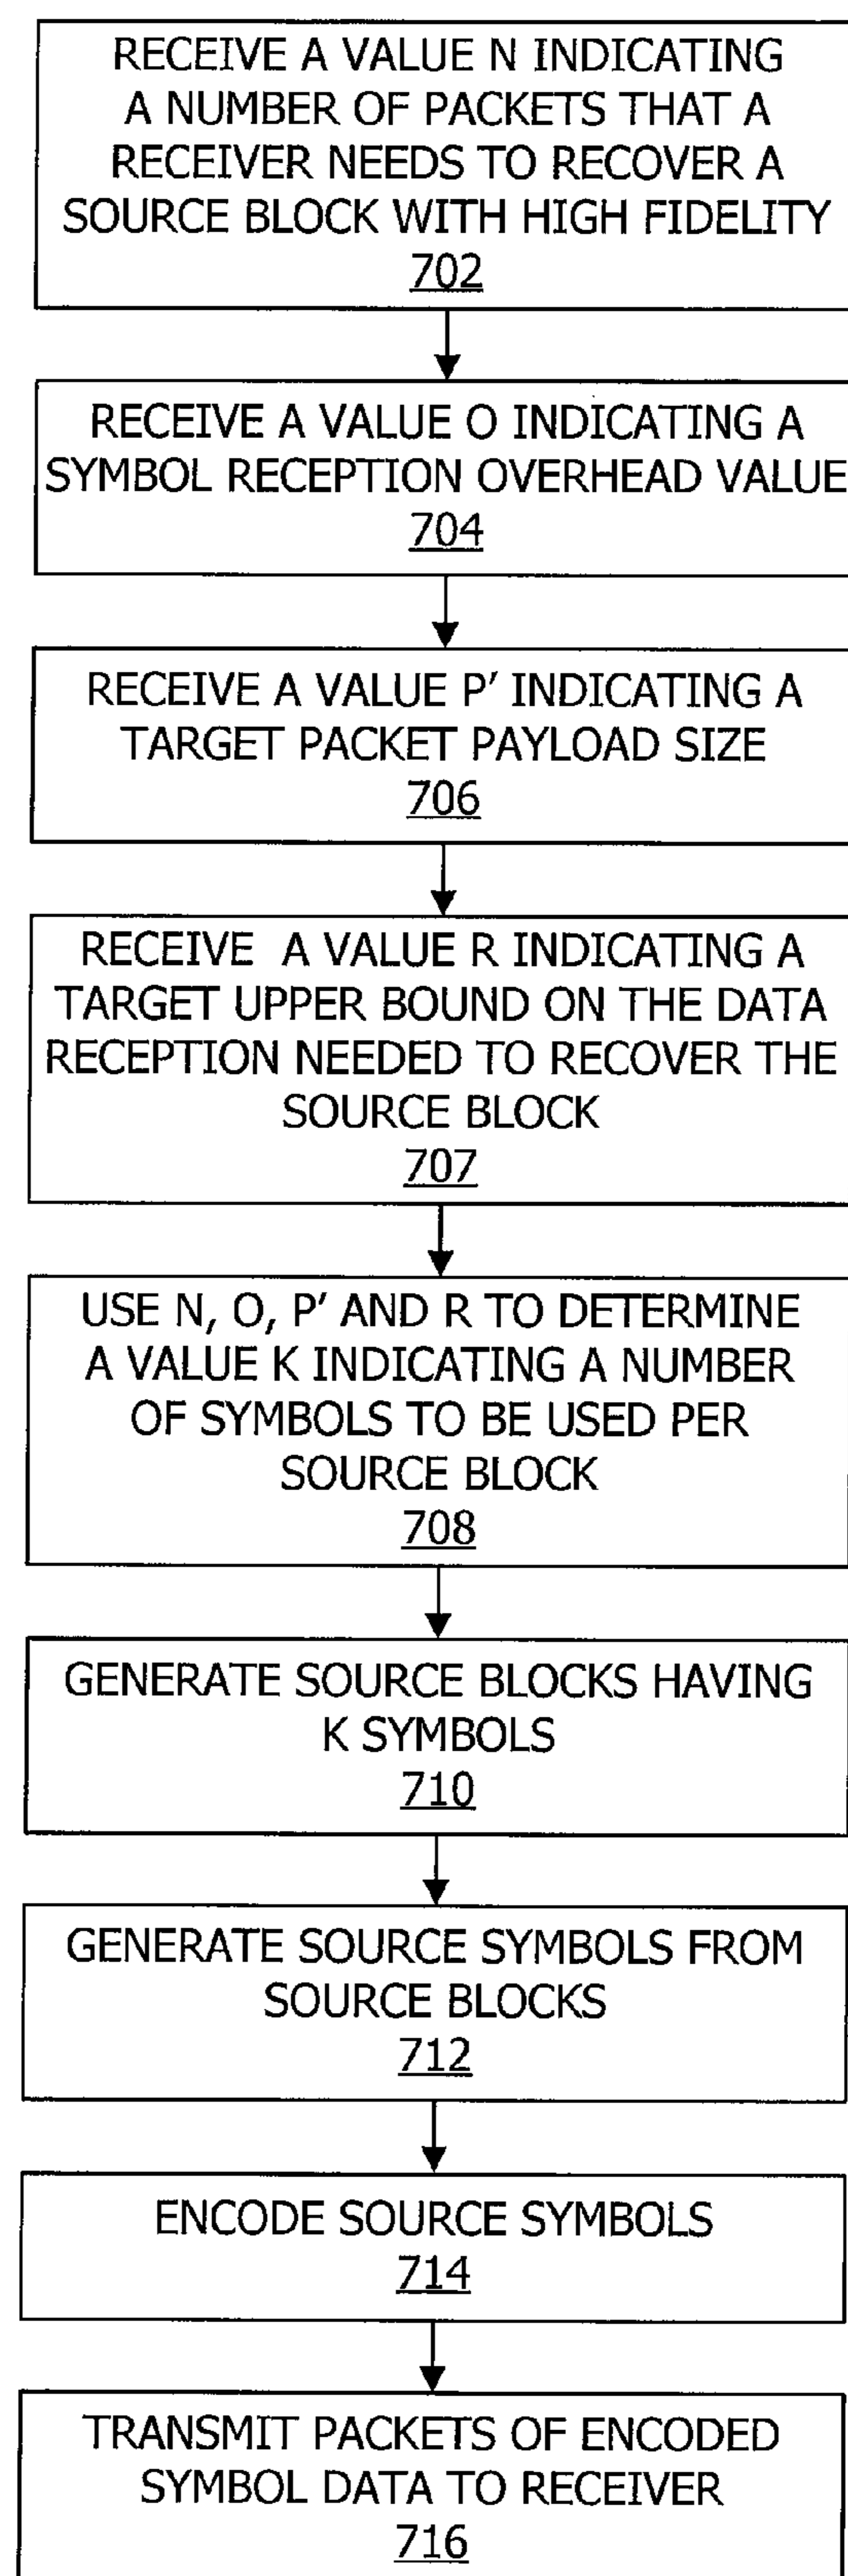 RECEIVE A VALUE N INDICATING
A NUMBER OF PACKETS THAT A
RECEIVER NEEDS TO RECOVER A
SOURCE BLOCK WITH HIGH FIDELITY
702
RECEIVE A VALUE O INDICATING A
SYMBOL RECEPTION OVERHEAD VALUE
704
RECEIVE A VALUE P' INDICATING A
TARGET PACKET PAYLOAD SIZE
706
RECEIVE A VALUE R INDICATING A
TARGET UPPER BOUND ON THE DATA
RECEPTION NEEDED TO RECOVER THE
SOURCE BLOCK
707
USE N, O, P' AND R TO DETERMINE
A VALUE K INDICATING A NUMBER
OF SYMBOLS TO BE USED PER
SOURCE BLOCK
708
GENERATE SOURCE BLOCKS HAVING
K SYMBOLS
710
GENERATE SOURCE SYMBOLS FROM
SOURCE BLOCKS
712
ENCODE SOURCE SYMBOLS
714
TRANSMIT PACKETS OF ENCODED
SYMBOL DATA TO RECEIVER
716